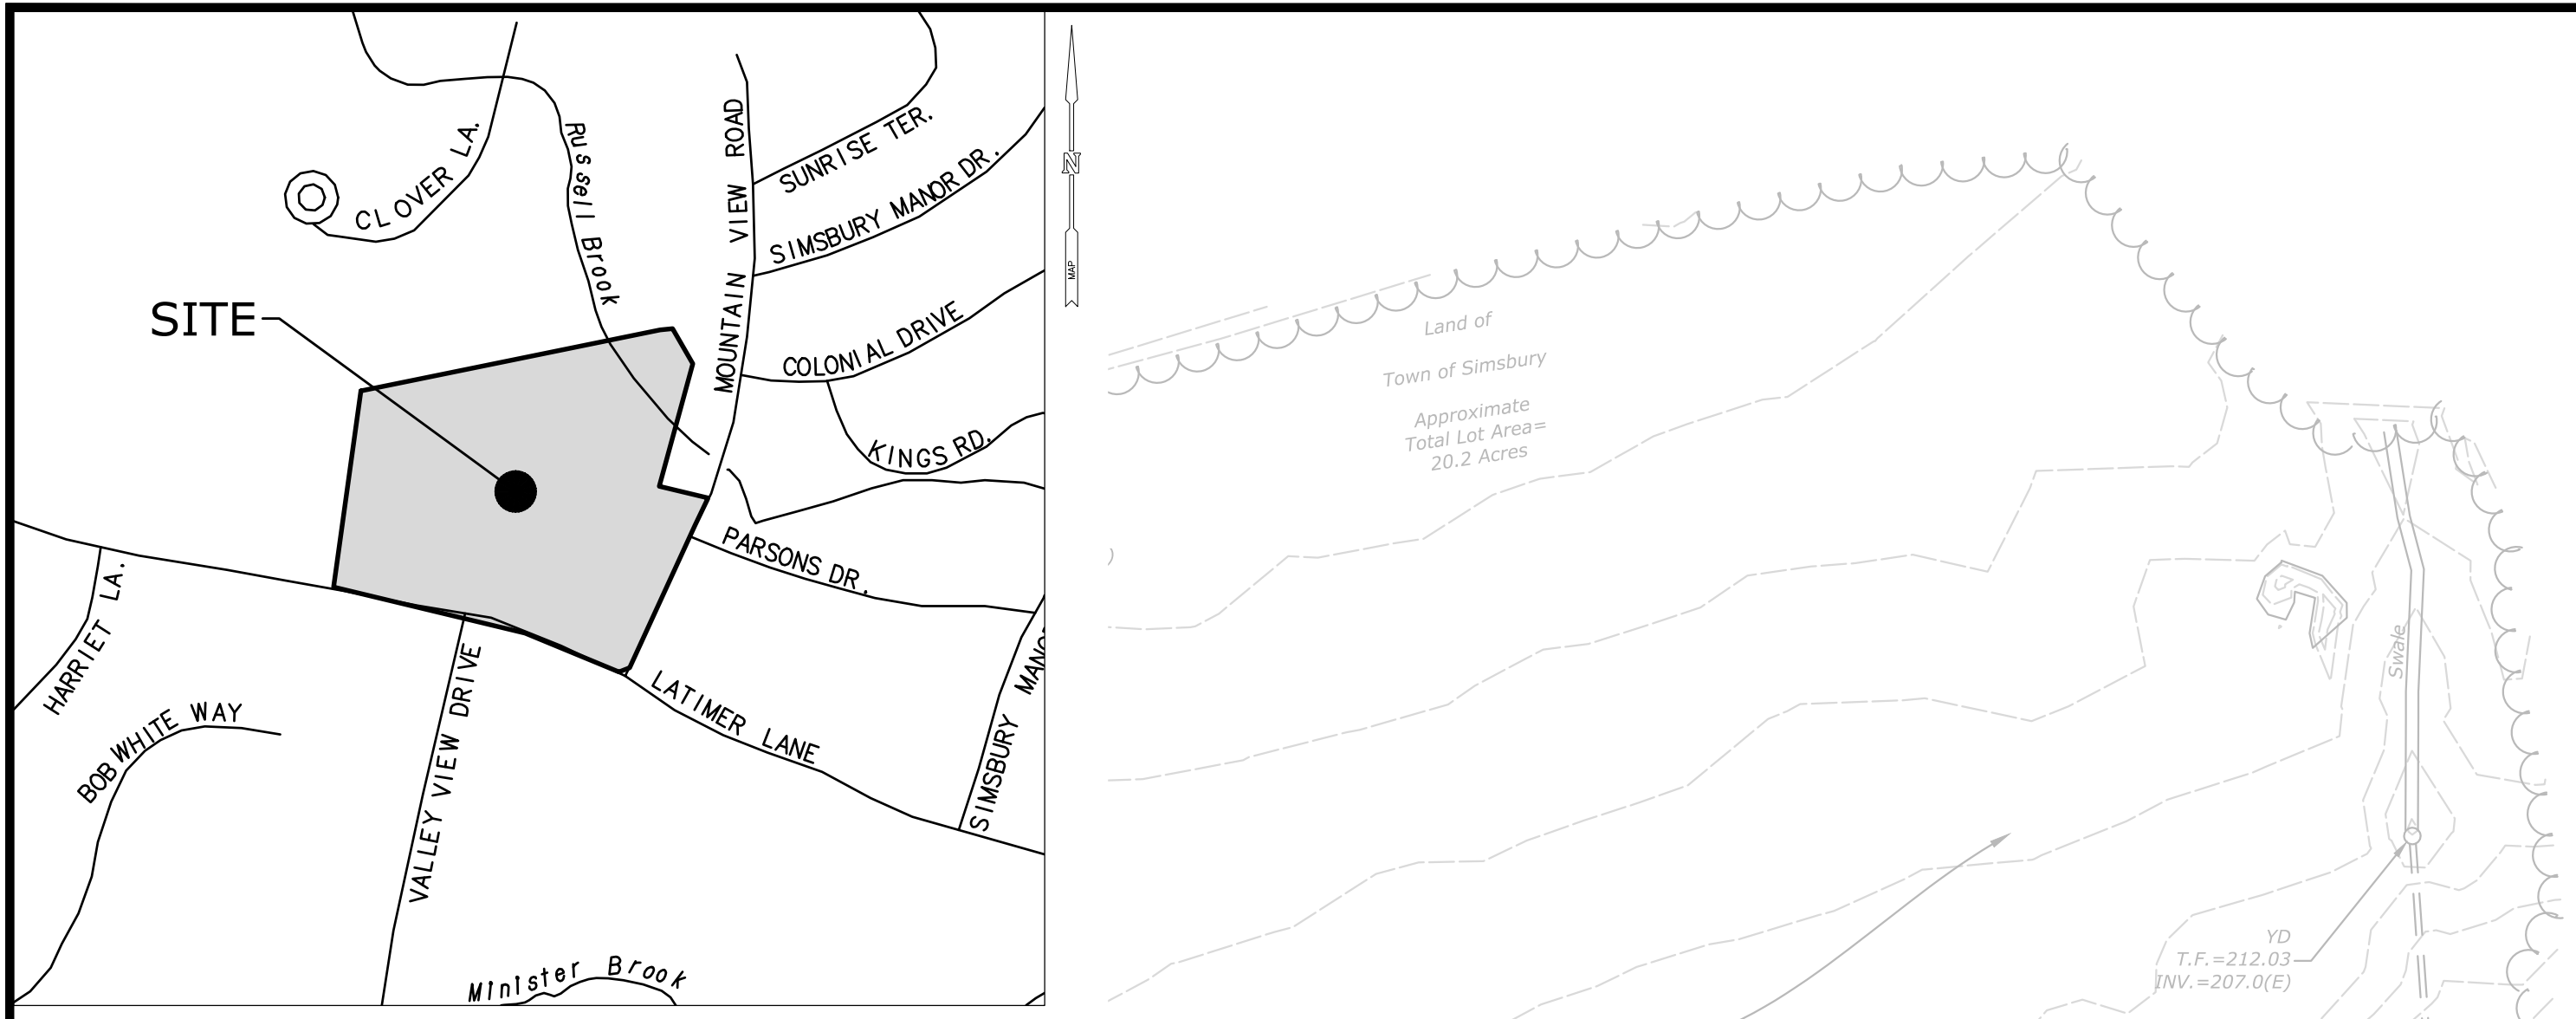 CLOVER LA.
Russell Brook
MOUNTAIN VIEW ROAD
SUNRISE TER.
SIMSBURY MANOR DR.
SITE
COLONIAL DRIVE
KINGS RD.
PARSONS DR.
HARRIET LA.
BOB WHITE WAY
VALLEY VIEW DRIVE
LATIMER LANE
SIMSBURY
Minister Brook
N
MAP
Land of
Town of Simsbury
Approximate
Total Lot Area=
20.2 Acres
)
Swale
YD
T.F.=212.03
INV.=207.0(E)